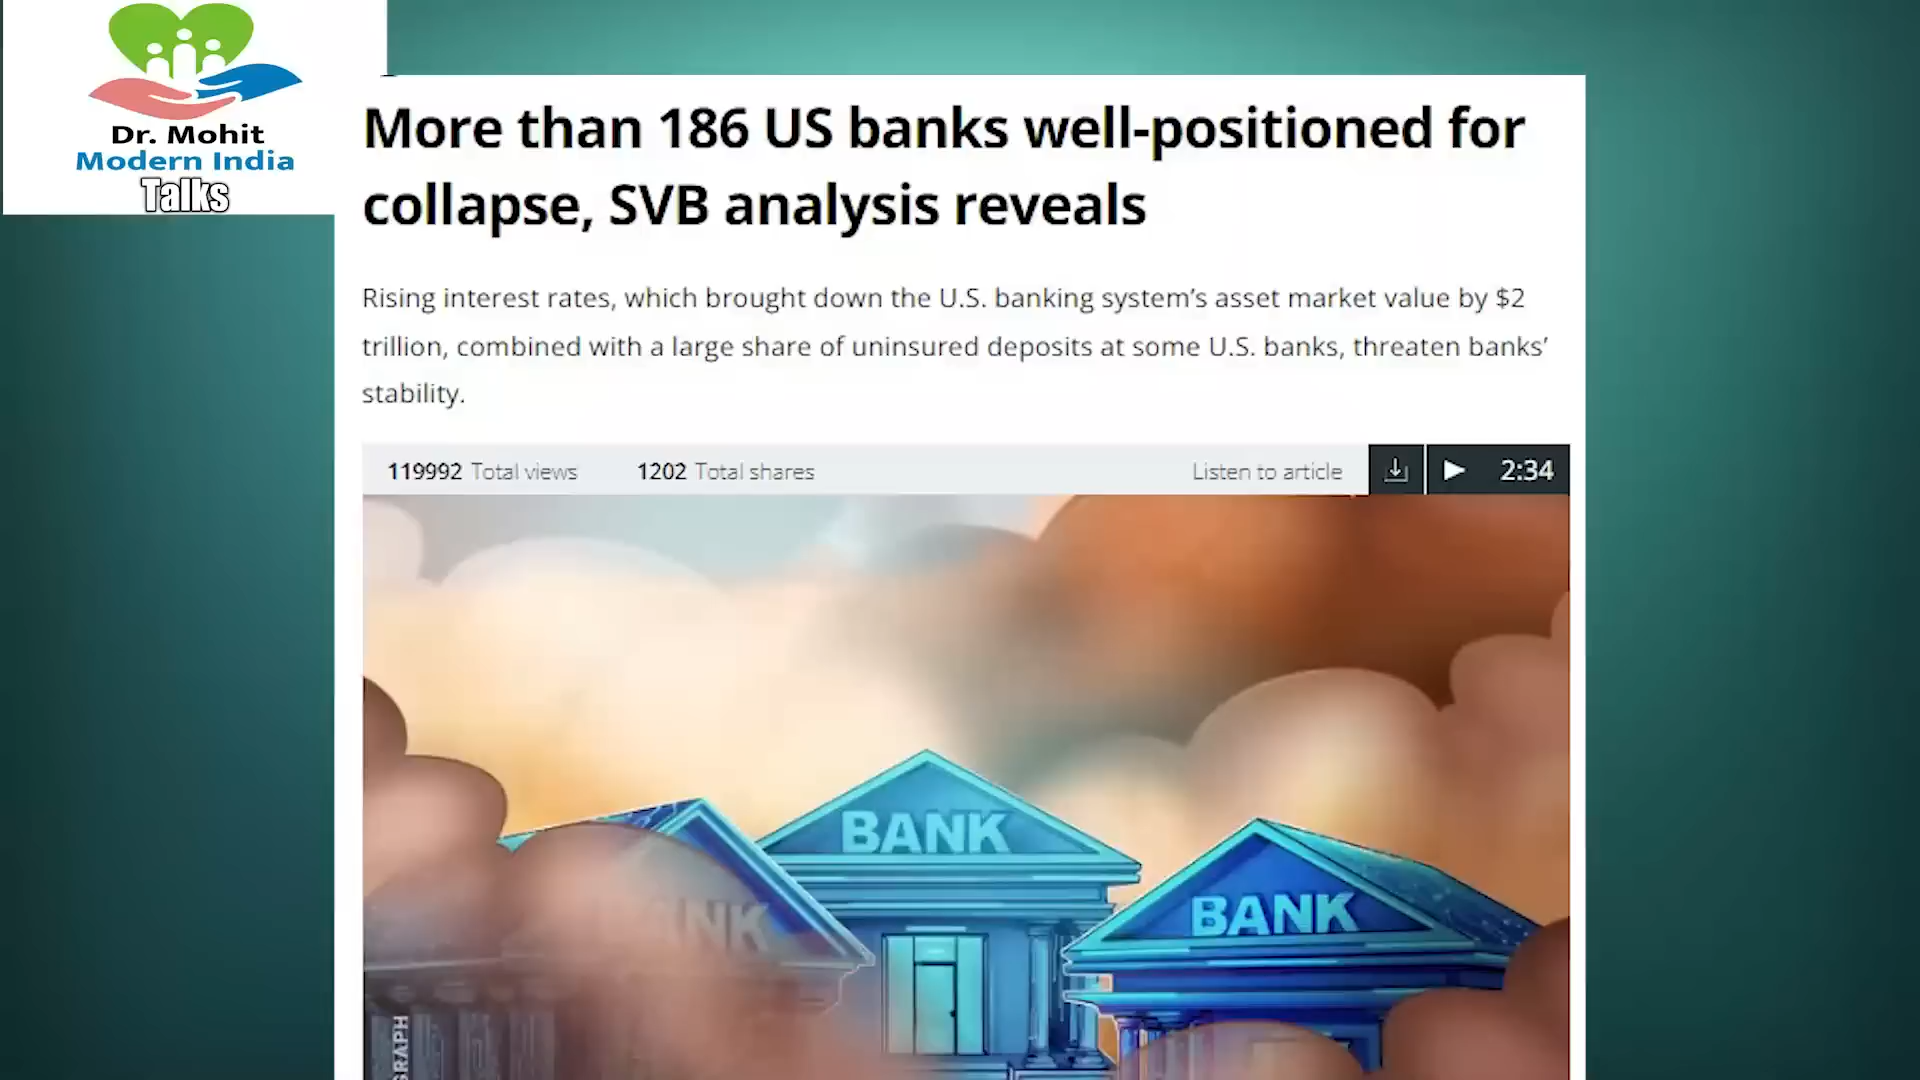 Dr. Mohit
Modern India
Talks
More than 186 US banks well-positioned for
collapse, SVB analysis reveals
Rising interest rates, which brought down the U.S. banking system’s asset market value by $2
trillion, combined with a large share of uninsured deposits at some U.S. banks, threaten banks’
stability.
119992 Total views 1202 Total shares Listen to article 2:34
BANK
BANK